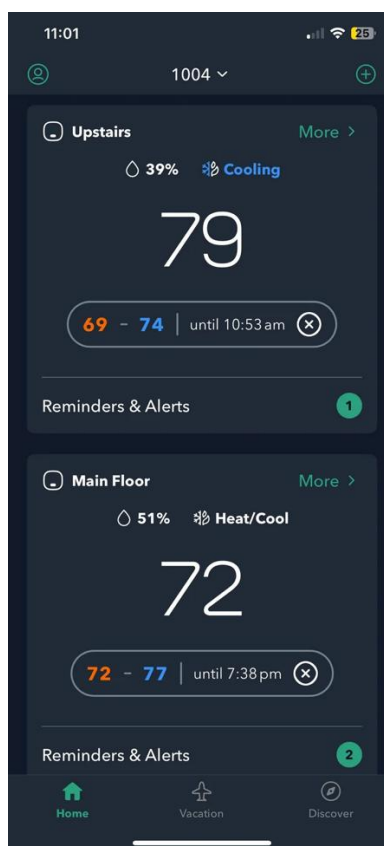 11:01
25
1004
Upstairs More >
39% Cooling
79
69 - 74 | until 10:53 am
Reminders & Alerts 1
Main Floor More >
51% Heat/Cool
72
72 - 77 | until 7:38 pm
Reminders & Alerts 2
Home Vacation Discover